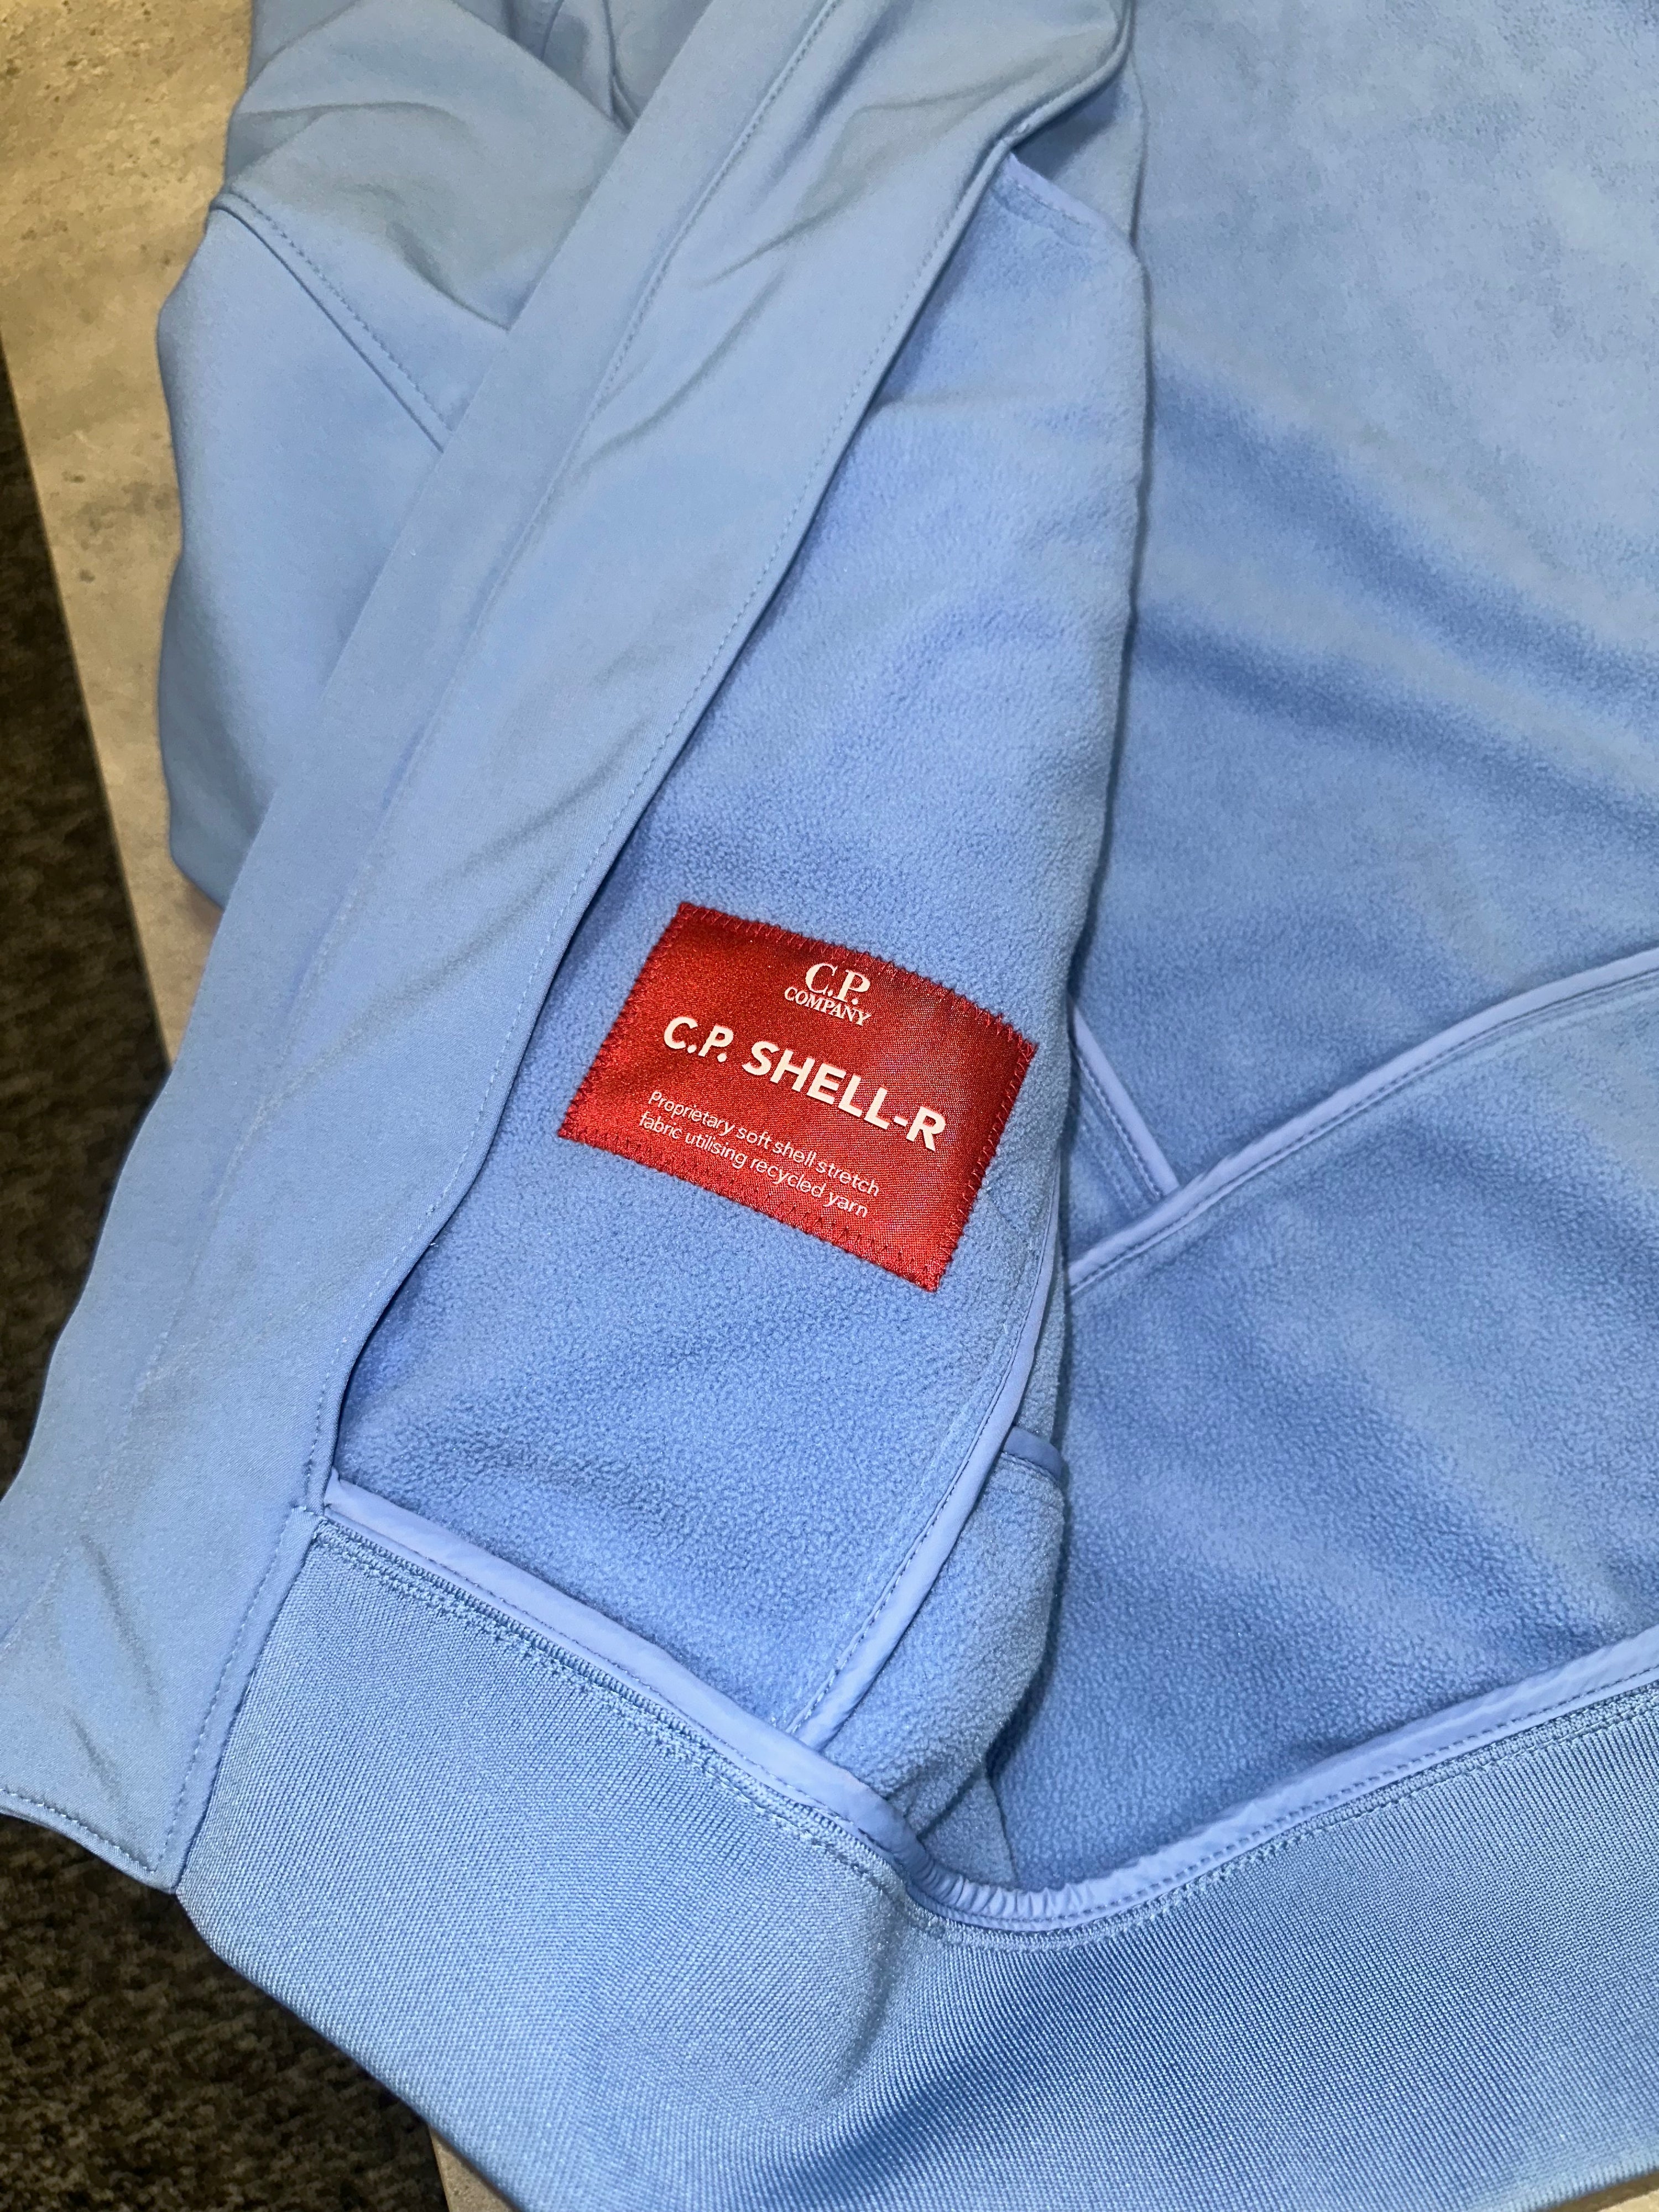 C.P.
COMPANY
C.P. SHELL-R
Proprietary soft shell stretch
fabric utilising recycled yarn